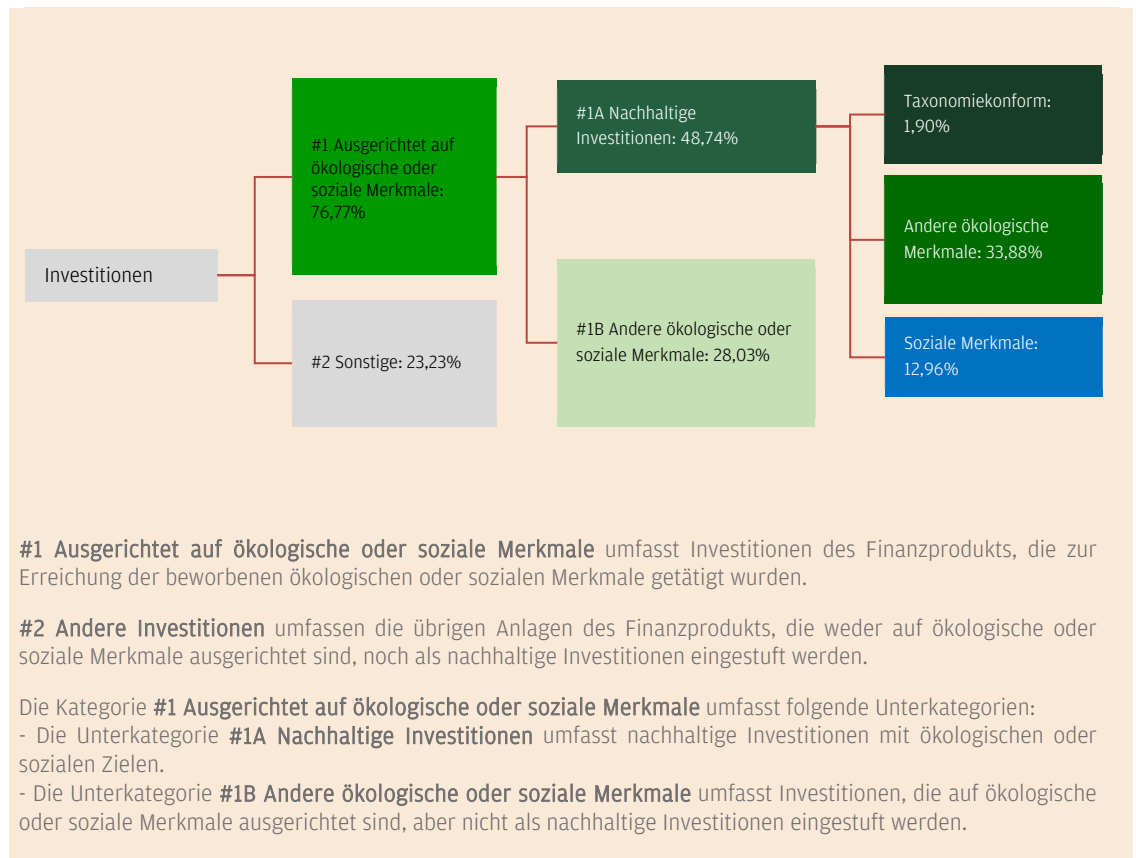 Investitionen
#1 Ausgerichtet auf
ökologische oder
soziale Merkmale:
76,77%
#2 Sonstige: 23,23%
#1A Nachhaltige
Investitionen: 48,74%
#1B Andere ökologische oder
soziale Merkmale: 28,03%
Taxonomiekonform:
1,90%
Andere ökologische
Merkmale: 33,88%
Soziale Merkmale:
12,96%
#1 Ausgerichtet auf ökologische oder soziale Merkmale umfasst Investitionen des Finanzprodukts, die zur
Erreichung der beworbenen ökologischen oder sozialen Merkmale getätigt wurden.
#2 Andere Investitionen umfassen die übrigen Anlagen des Finanzprodukts, die weder auf ökologische oder
soziale Merkmale ausgerichtet sind, noch als nachhaltige Investitionen eingestuft werden.
Die Kategorie #1 Ausgerichtet auf ökologische oder soziale Merkmale umfasst folgende Unterkategorien:
- Die Unterkategorie #1A Nachhaltige Investitionen umfasst nachhaltige Investitionen mit ökologischen oder
sozialen Zielen.
- Die Unterkategorie #1B Andere ökologische oder soziale Merkmale umfasst Investitionen, die auf ökologische
oder soziale Merkmale ausgerichtet sind, aber nicht als nachhaltige Investitionen eingestuft werden.